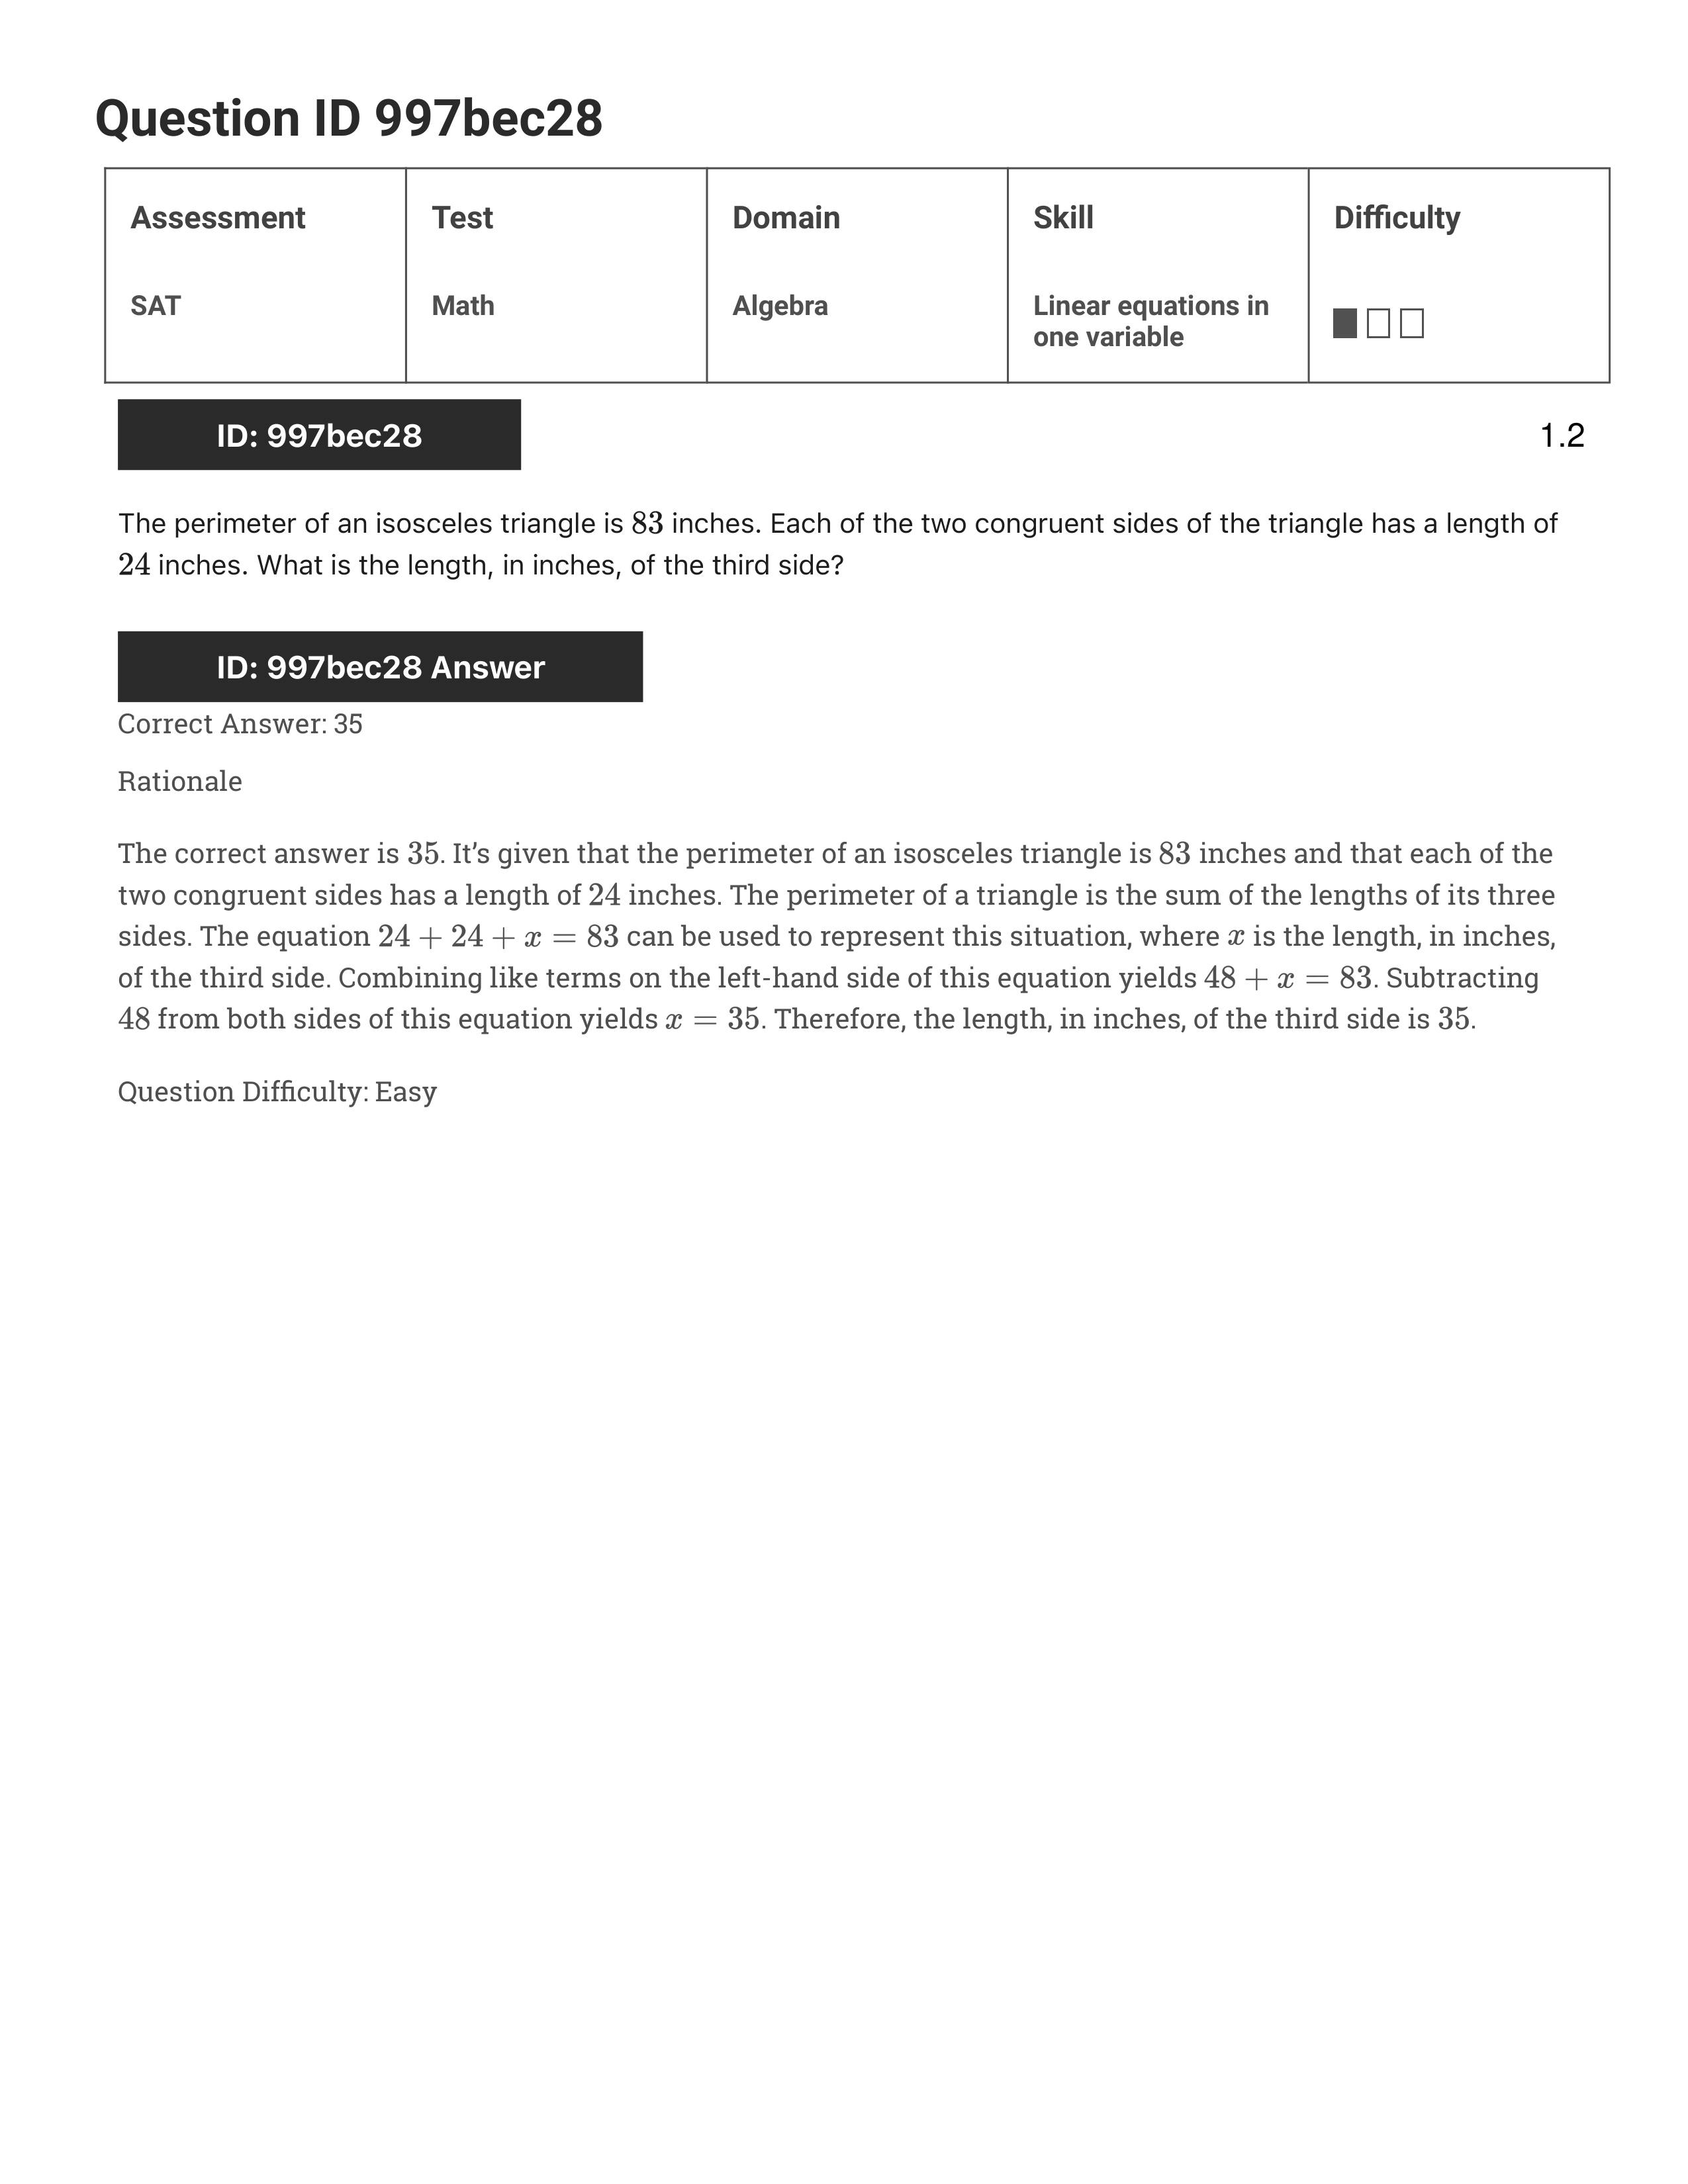 Question ID 997bec28
Assessment Test Domain Skill Difficulty
SAT Math Algebra Linear equations in
one variable
ID: 997bec28 1.2
The perimeter of an isosceles triangle is 83 inches. Each of the two congruent sides of the triangle has a length of
24 inches. What is the length, in inches, of the third side?
ID: 997bec28 Answer
Correct Answer: 35
Rationale
The correct answer is 35. It’s given that the perimeter of an isosceles triangle is 83 inches and that each of the
two congruent sides has a length of 24 inches. The perimeter of a triangle is the sum of the lengths of its three
sides. The equation 24 + 24 + x = 83 can be used to represent this situation, where x is the length, in inches,
of the third side. Combining like terms on the left-hand side of this equation yields 48 + x = 83. Subtracting
48 from both sides of this equation yields x = 35. Therefore, the length, in inches, of the third side is 35.
Question Difficulty: Easy